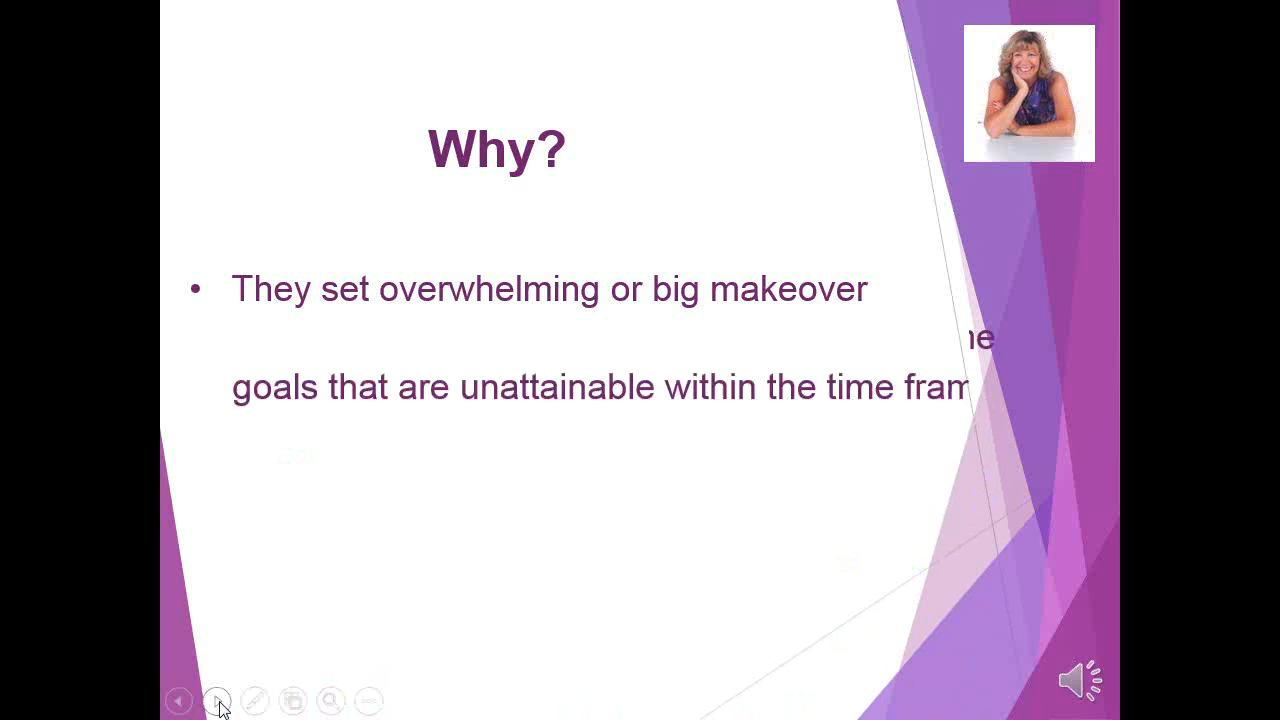 Why?
• They set overwhelming or big makeover
goals that are unattainable within the time fram